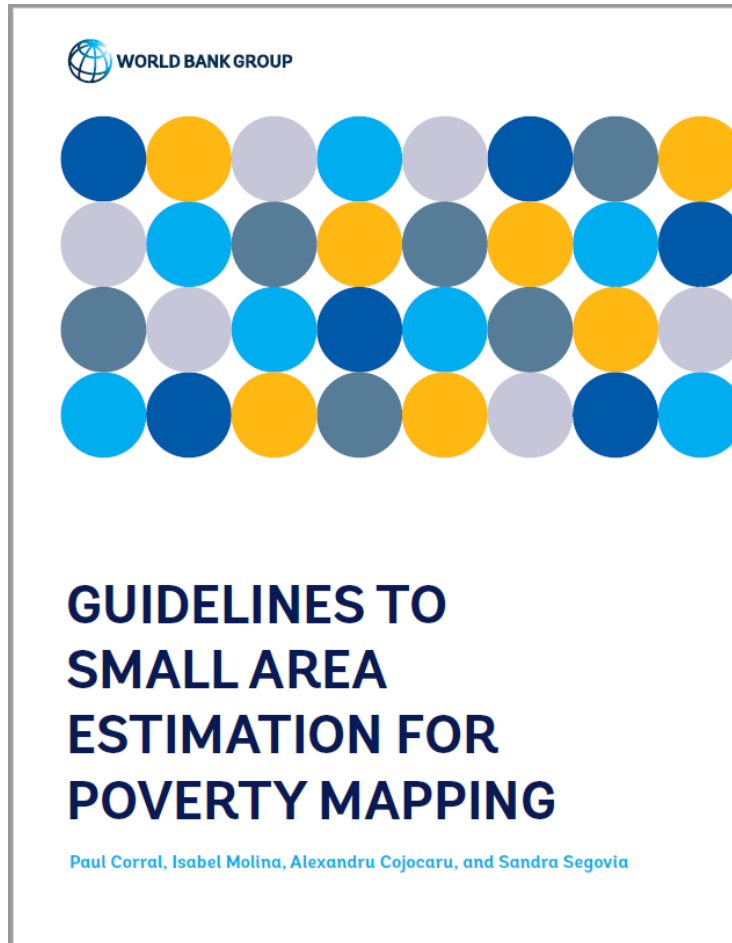 WORLD BANK GROUP
GUIDELINES TO
SMALL AREA
ESTIMATION FOR
POVERTY MAPPING
Paul Corral, Isabel Molina, Alexandru Cojocaru, and Sandra Segovia